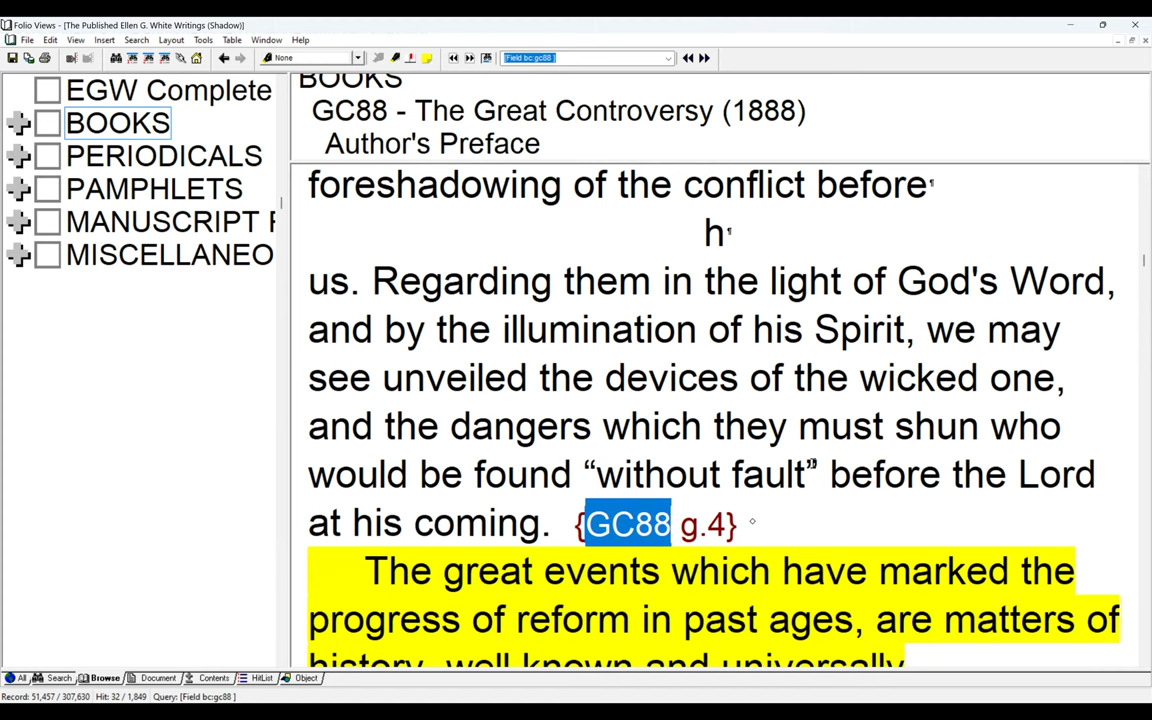 Folio Views - [The Published Ellen G. White Writings (Shadow)]
File Edit View Insert Search Layout Tools Table Window Help
None
[Field bc:gc88 ]
EGW Complete
BOOKS
PERIODICALS
PAMPHLETS
MANUSCRIPT
MISCELLANEO
BOOKS
GC88 - The Great Controversy (1888)
Author's Preface
foreshadowing of the conflict before
h
us. Regarding them in the light of God's Word,
and by the illumination of his Spirit, we may
see unveiled the devices of the wicked one,
and the dangers which they must shun who
would be found “without fault” before the Lord
at his coming. {GC88 g.4}
The great events which have marked the
progress of reform in past ages, are matters of
history, well known and universally
All Search Browse Document Contents HitList Object
Record: 51,457 / 307,630 Hit: 32 / 1,849 Query: [Field bc:gc88 ]